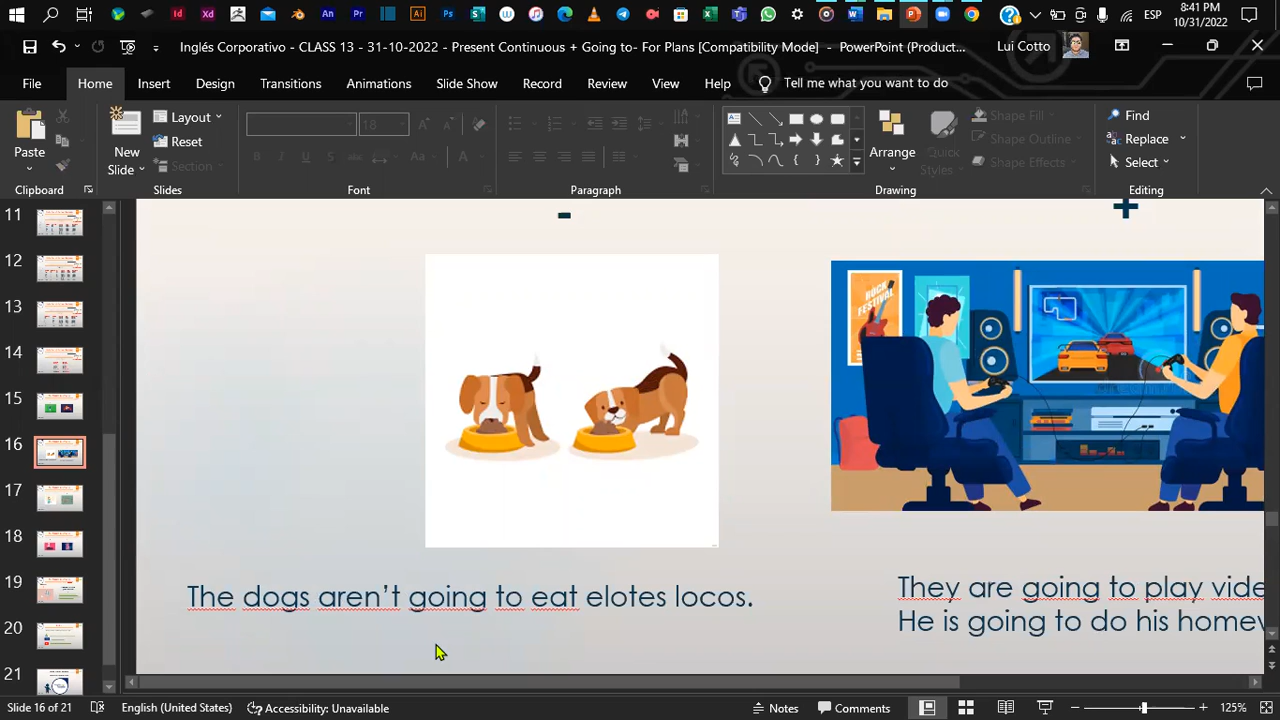 8:41 PM
ESP
10/31/2022
Inglés Corporativo - CLASS 13 - 31-10-2022 - Present Continuous + Going to- For Plans [Compatibility Mode] - PowerPoint (Product...
Lui Cotto
File Home Insert Design Transitions Animations Slide Show Record Review View Help Tell me what you want to do
Paste
New Slide
Layout
Reset
Section
18
Arrange
Quick Styles
Shape Fill
Shape Outline
Shape Effects
Find
Replace
Select
Clipboard Slides Font Paragraph Drawing Editing
11
12
13
14
15
16
17
18
19
20
21
- +
ROCK FESTIVAL
The dogs aren’t going to eat elotes locos.
They are going to play vide
He is going to do his homew
Slide 16 of 21 English (United States) Accessibility: Unavailable Notes Comments 125%